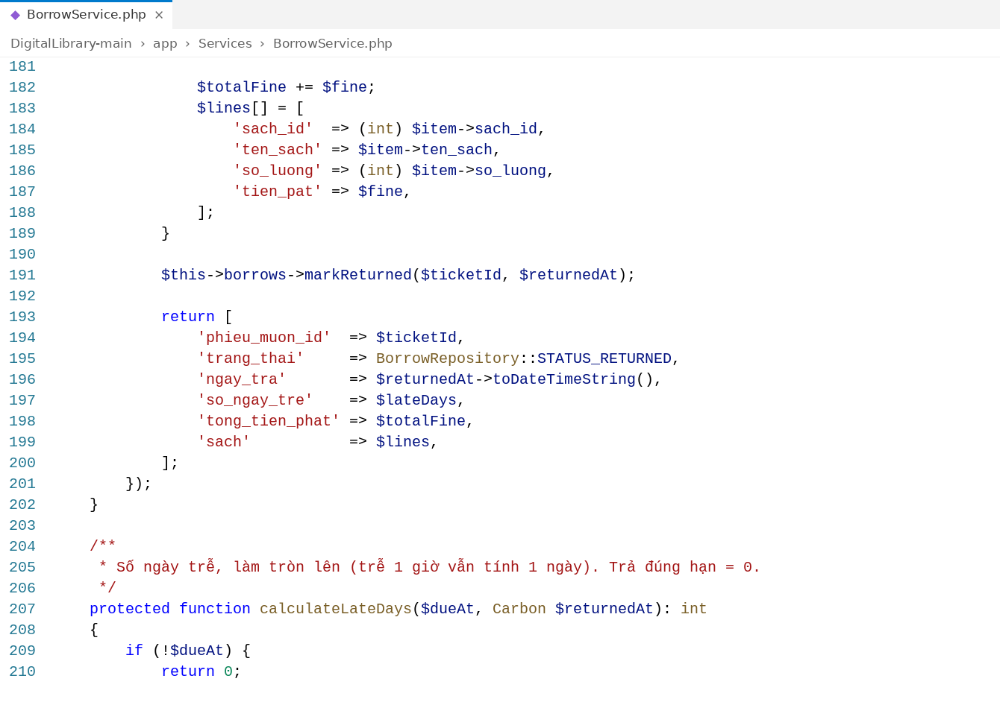 BorrowService.php ×
DigitalLibrary-main › app › Services › BorrowService.php
181
182                 $totalFine += $fine;
183                 $lines[] = [
184                     'sach_id'  => (int) $item->sach_id,
185                     'ten_sach' => $item->ten_sach,
186                     'so_luong' => (int) $item->so_luong,
187                     'tien_pat' => $fine,
188                 ];
189             }
190
191             $this->borrows->markReturned($ticketId, $returnedAt);
192
193             return [
194                 'phieu_muon_id'  => $ticketId,
195                 'trang_thai'     => BorrowRepository::STATUS_RETURNED,
196                 'ngay_tra'       => $returnedAt->toDateTimeString(),
197                 'so_ngay_tre'    => $lateDays,
198                 'tong_tien_phat' => $totalFine,
199                 'sach'           => $lines,
200             ];
201         });
202     }
203
204     /**
205      * Số ngày trễ, làm tròn lên (trễ 1 giờ vẫn tính 1 ngày). Trả đúng hạn = 0.
206      */
207     protected function calculateLateDays($dueAt, Carbon $returnedAt): int
208     {
209         if (!$dueAt) {
210             return 0;